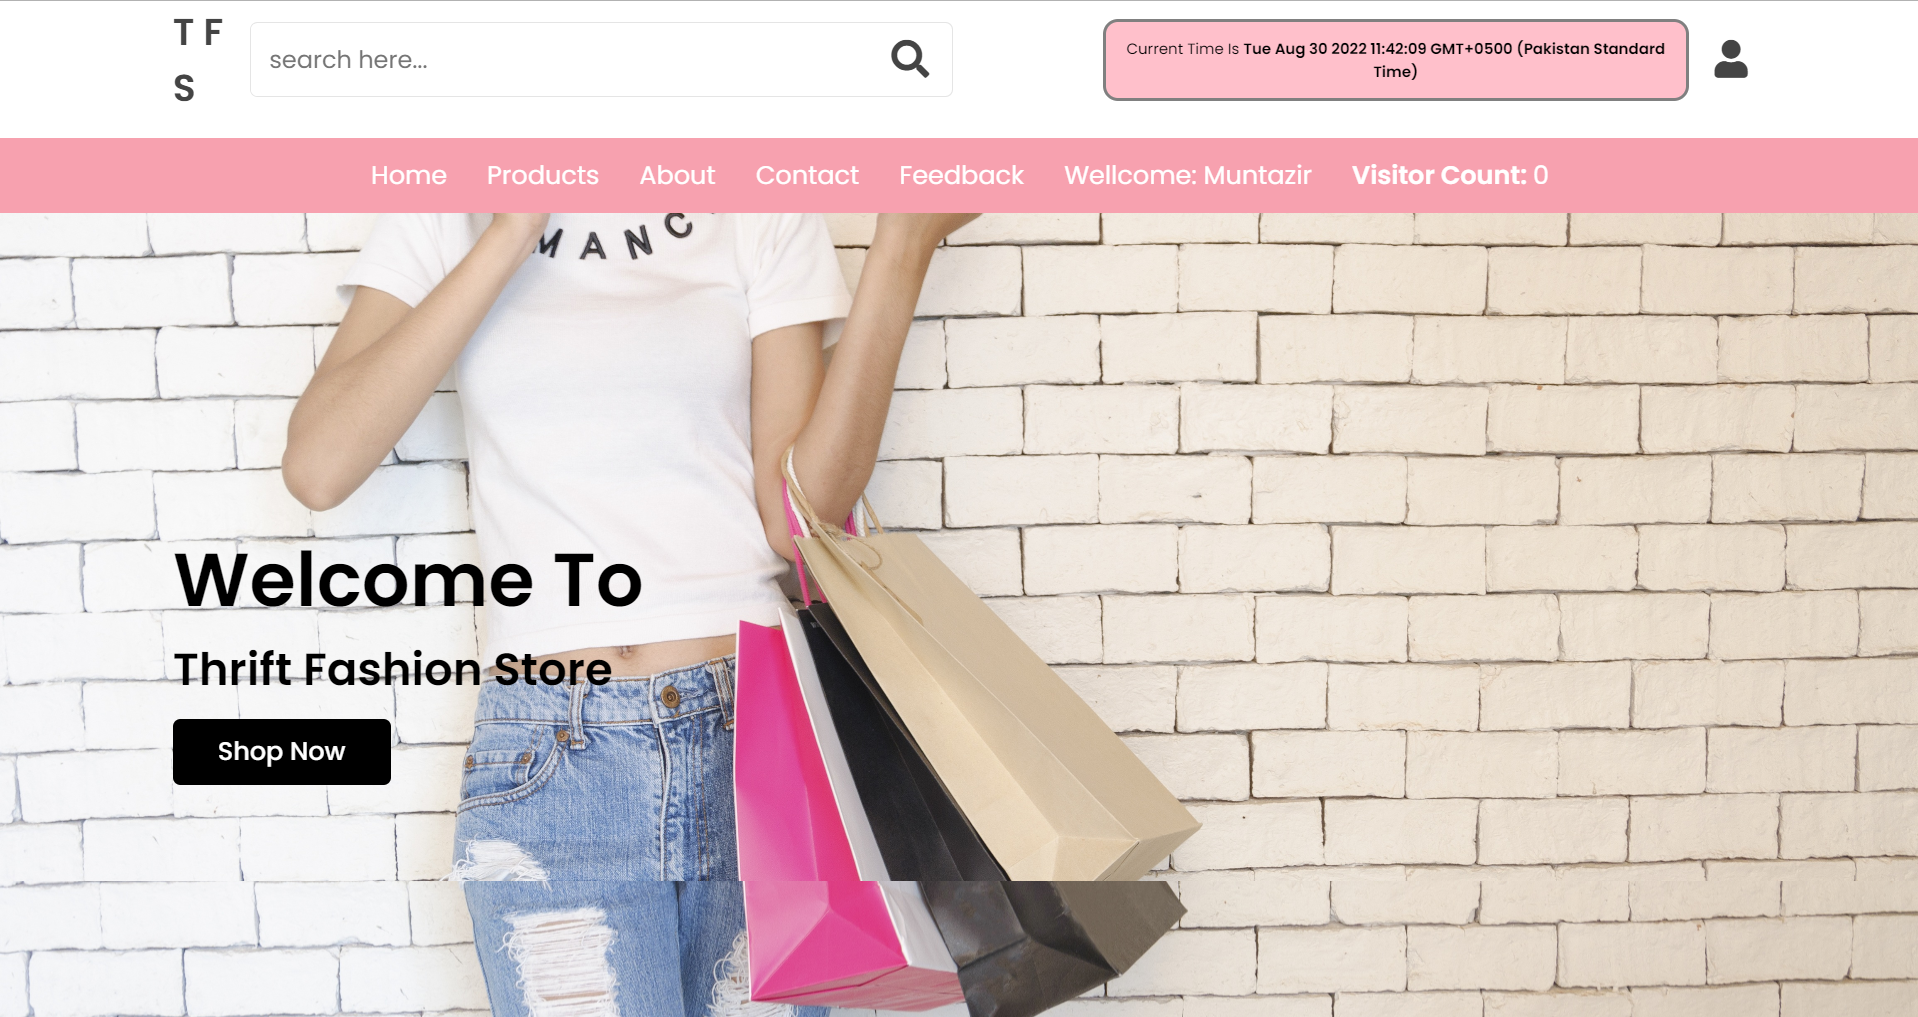 T F
S
search here...
Current Time Is Tue Aug 30 2022 11:42:09 GMT+0500 (Pakistan Standard
Time)
Home Products About Contact Feedback Wellcome: Muntazir Visitor Count: 0
MANC
Welcome To
Thrift Fashion Store
Shop Now